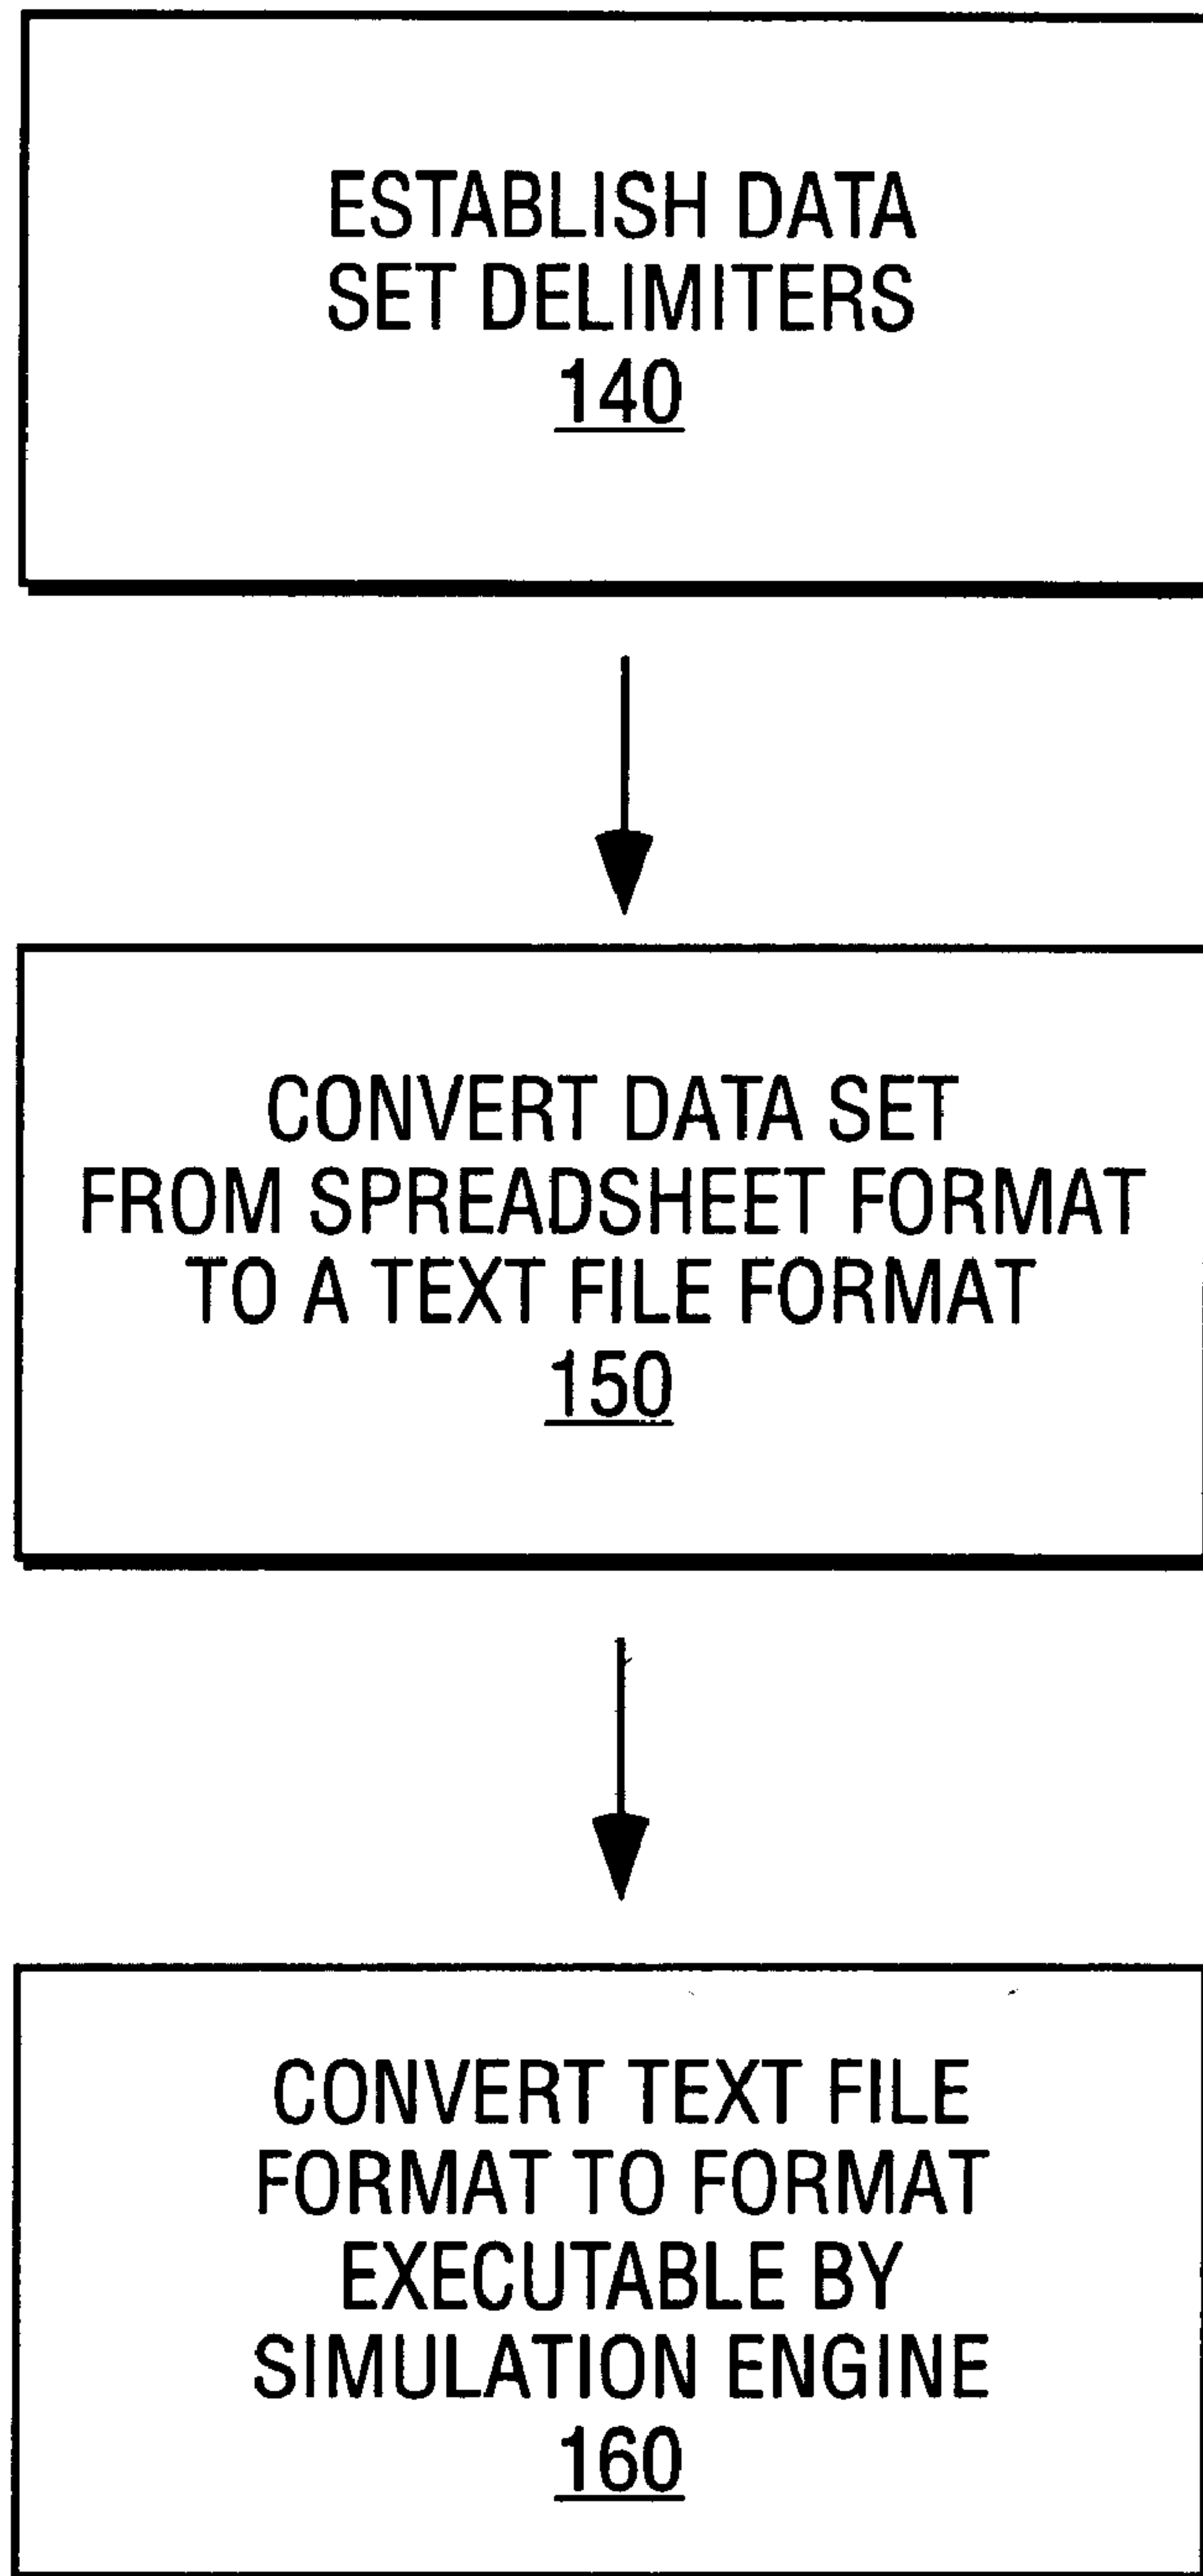 ESTABLISH DATA
SET DELIMITERS
140
CONVERT DATA SET
FROM SPREADSHEET FORMAT
TO A TEXT FILE FORMAT
150
CONVERT TEXT FILE
FORMAT TO FORMAT
EXECUTABLE BY
SIMULATION ENGINE
160